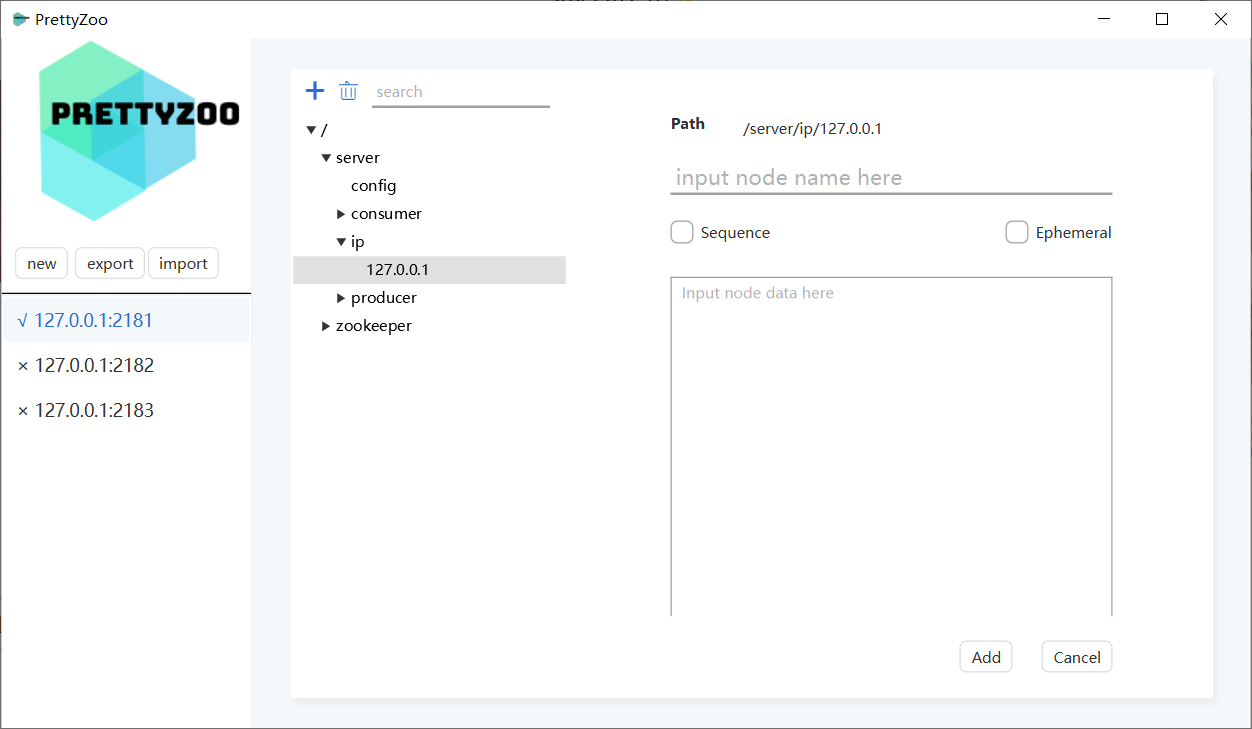 PrettyZoo
PRETTYZOO
new export import
√ 127.0.0.1:2181
× 127.0.0.1:2182
× 127.0.0.1:2183
search
/
server
config
consumer
ip
127.0.0.1
producer
zookeeper
Path /server/ip/127.0.0.1
input node name here
Sequence Ephemeral
Input node data here
Add Cancel